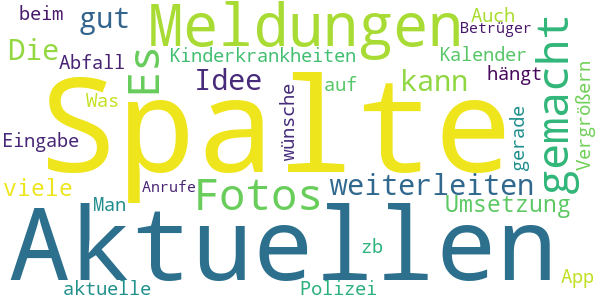 beim
gut
Meldungen
Auch
Betrüger
Die
Abfall
Es
Kinderkrankheiten
Kalender
gemacht
Idee
auf
kann
hängt
Vergrößern
Was
Spalte
wünsche
gerade
Eingabe
viele
Man
Anrufe
Fotos
weiterleiten
Umsetzung
Aktuellen
zb
App
aktuelle
Polizei